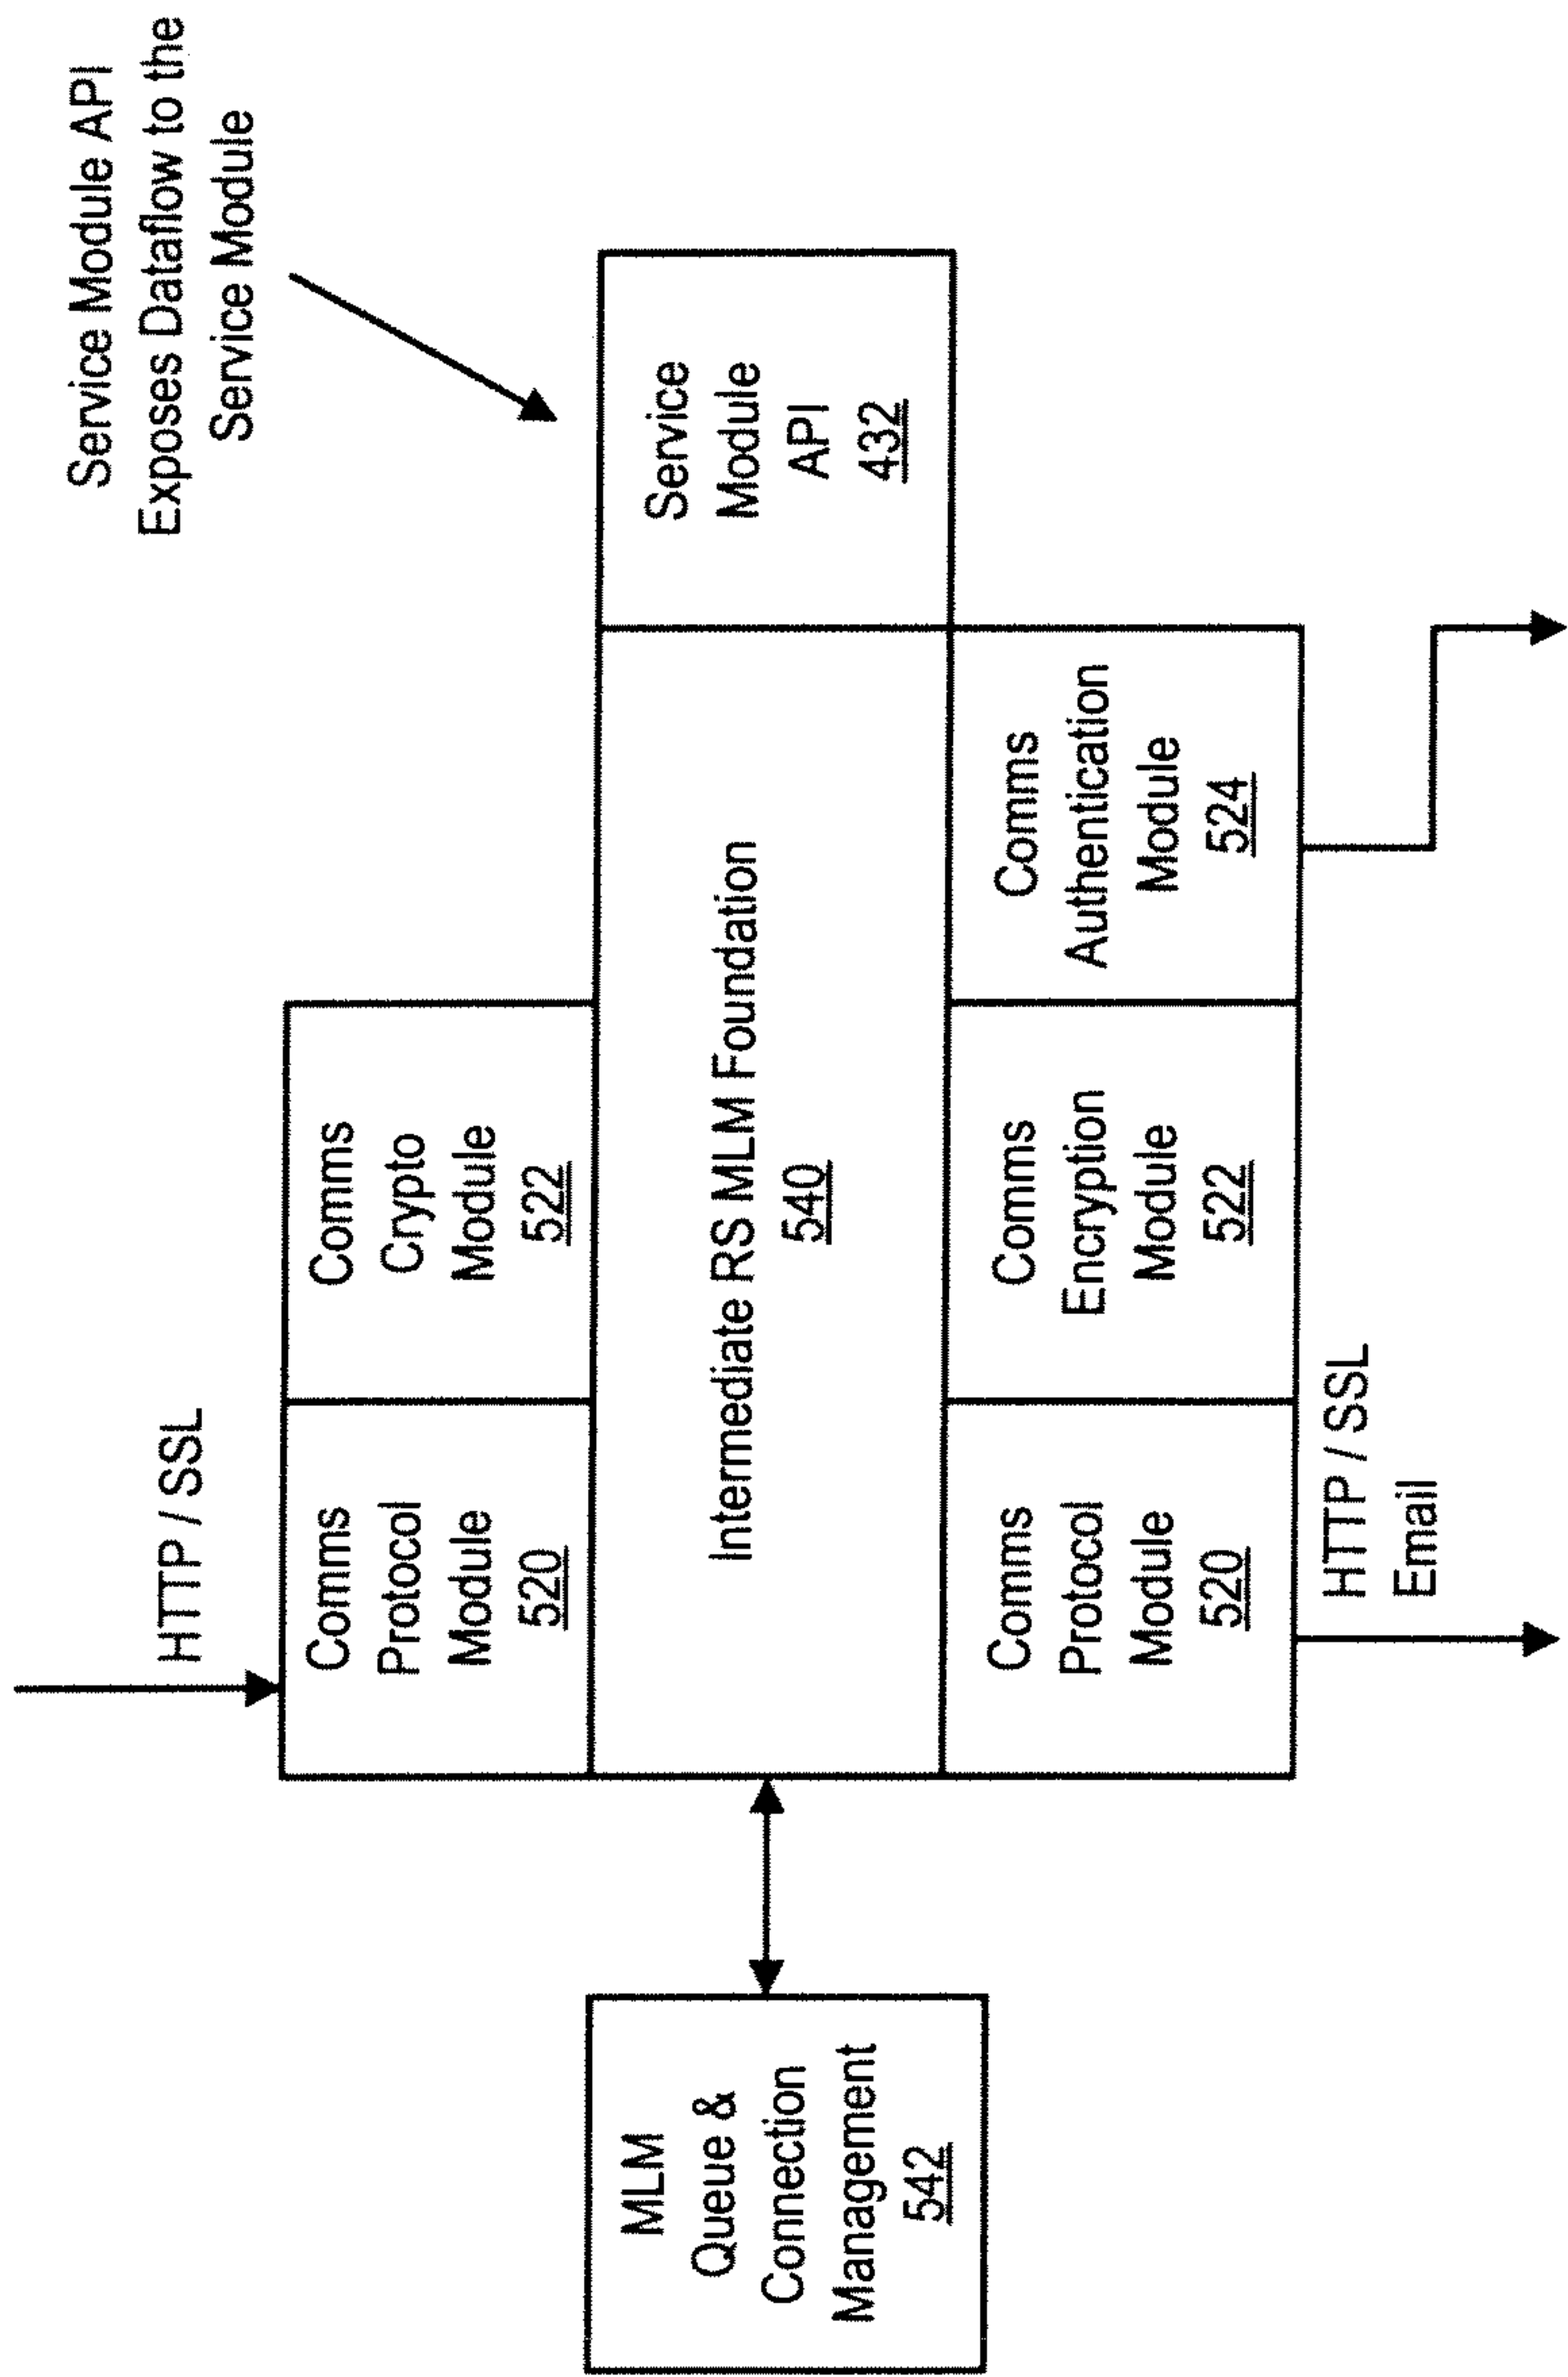 Service Module API
Exposes Dataflow to the
Service Module
HTTP / SSL
Comms
Protocol
Module
520
Comms
Crypto
Module
522
MLM
Queue &
Connection
Management
542
Intermediate RS MLM Foundation
540
Service
Module
API
432
Comms
Protocol
Module
520
Comms
Encryption
Module
522
Comms
Authentication
Module
524
HTTP / SSL
Email